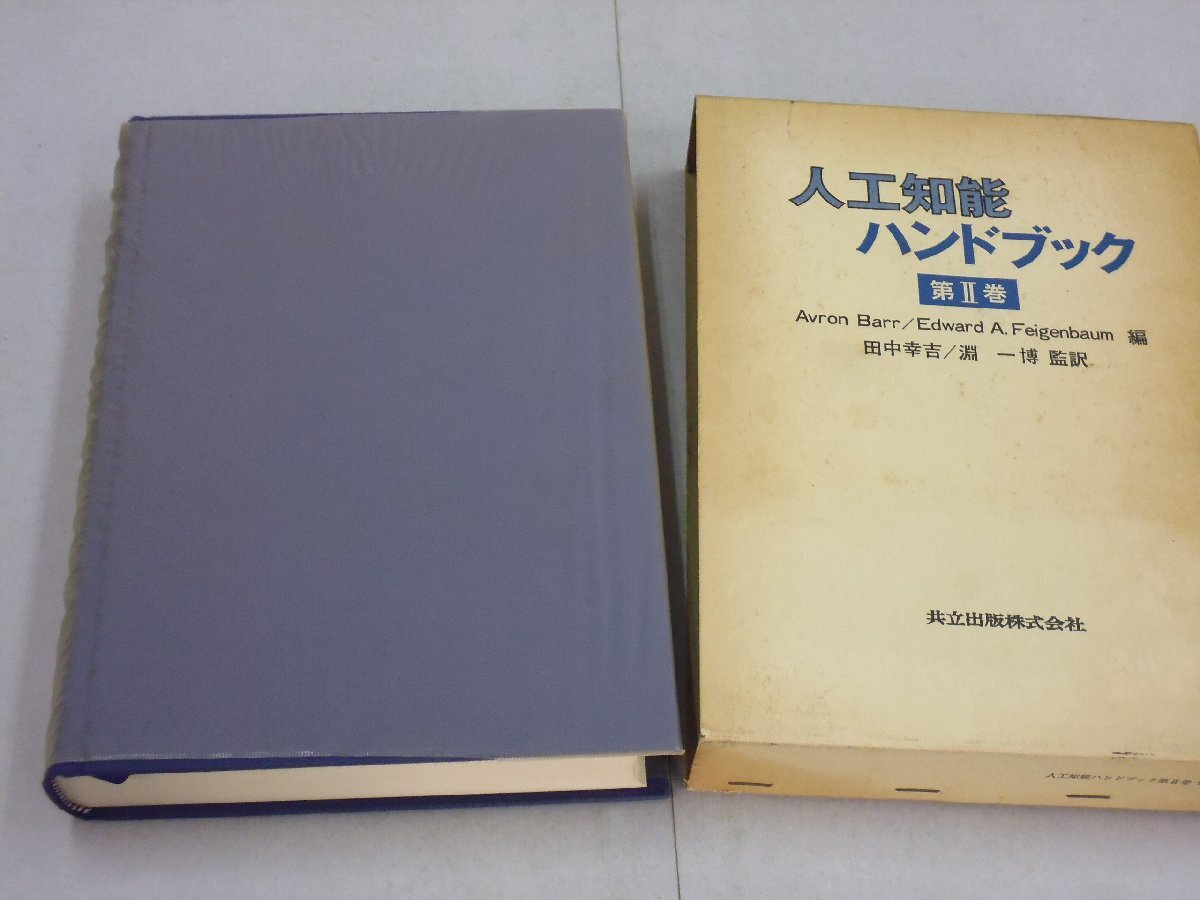 人工知能
ハンドブック
第Ⅱ巻
Avron Barr/Edward A. Feigenbaum 編
田中幸吉/淵 一博 監訳
共立出版株式会社
人工知能ハンドブック第Ⅱ巻